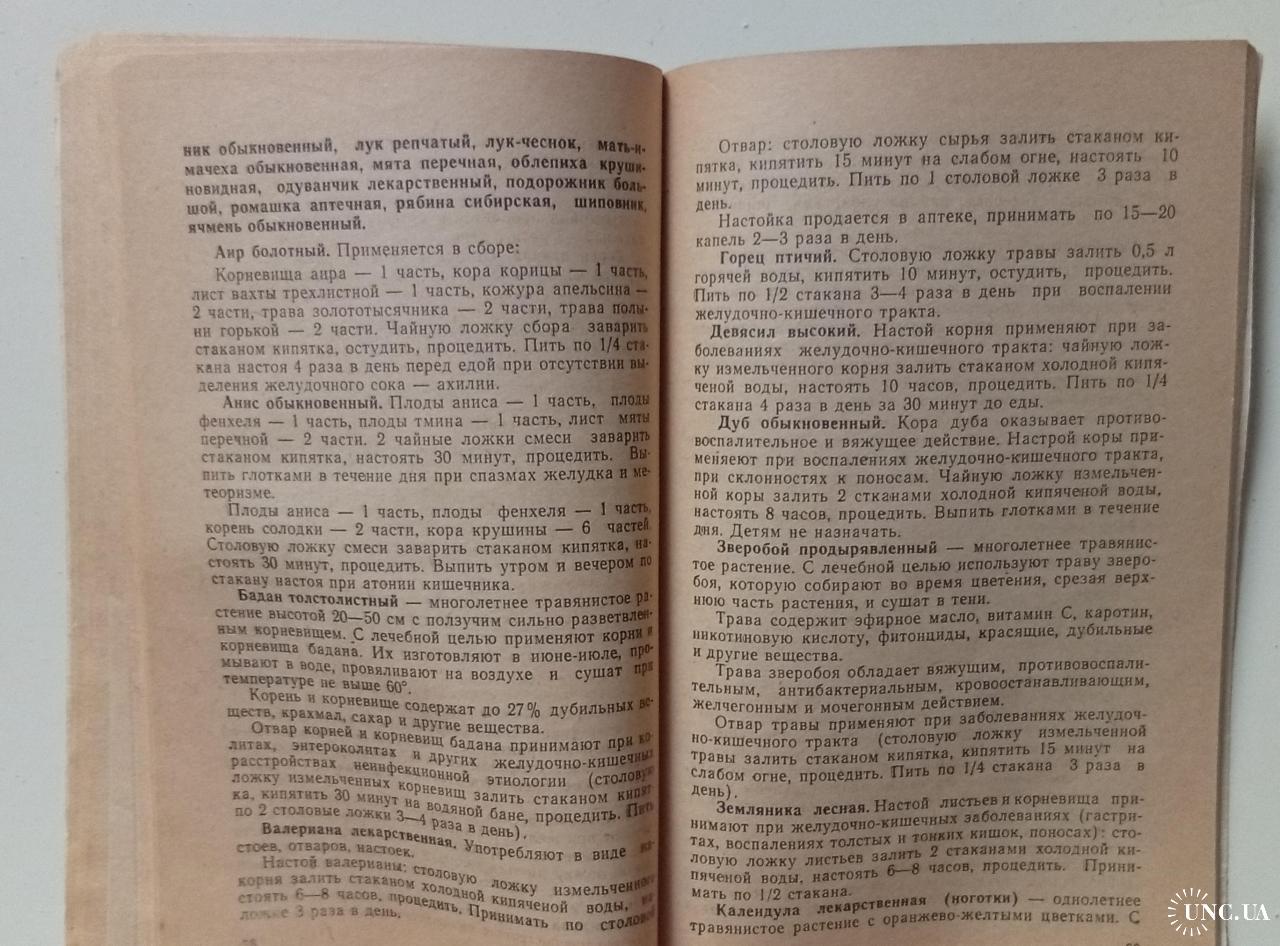 ник обыкновенный, лук репчатый, лук-чеснок, мать-и-
мачеха обыкновенная, мята перечная, облепиха круши-
новидная, одуванчик лекарственный, подорожник боль-
шой, ромашка аптечная, рябина сибирская, шиповник,
ячмень обыкновенный.
Аир болотный. Применяется в сборе:
Корневища аира — 1 часть, кора корицы — 1 часть,
лист вахты трехлистной — 1 часть, кожура апельсина —
2 части, трава золототысячника — 2 части, трава полы-
ни горькой — 2 части. Чайную ложку сбора заварить
стаканом кипятка, остудить, процедить. Пить по 1/4 ста-
кана настоя 4 раза в день перед едой при отсутствии вы-
деления желудочного сока — ахилии.
Анис обыкновенный. Плоды аниса — 1 часть, плоды
фенхеля — 1 часть, плоды тмина — 1 часть, лист мяты
перечной — 2 части. 2 чайные ложки смеси заварить
стаканом кипятка, настоять 30 минут, процедить. Вы-
пить глотками в течение дня при спазмах желудка и ме-
теоризме.
Плоды аниса — 1 часть, плоды фенхеля — 1 часть,
корень солодки — 2 части, кора крушины — 6 частей.
Столовую ложку смеси заварить стаканом кипятка, на-
стоять 30 минут, процедить. Выпить утром и вечером по
стакану настоя при атонии кишечника.
Бадан толстолистный — многолетнее травянистое ра-
стение высотой 20—50 см с ползучим сильно разветвлен-
ным корневищем. С лечебной целью применяют корни и
корневища бадана. Их изготовляют в июне-июле, про-
мывают в воде, провяливают на воздухе и сушат при
температуре не выше 60°.
Корень и корневище содержат до 27% дубильных ве-
ществ, крахмал, сахар и другие вещества.
Отвар корней и корневищ бадана принимают при ко-
литах, энтероколитах и других желудочно-кишечных
расстройствах неинфекционной этиологии (столовую
ложку измельченных корневищ залить стаканом кипят-
ка, кипятить 30 минут на водяной бане, процедить. Пить
по 2 столовые ложки 3—4 раза в день).
Валериана лекарственная. Употребляют в виде на-
стоев, отваров, настоек.
Настой валерианы: столовую ложку измельченного
корня залить стаканом холодной кипяченой воды, на-
стоять 6—8 часов, процедить. Принимать по столовой
ложке 3 раза в день.
Отвар: столовую ложку сырья залить стаканом ки-
пятка, кипятить 15 минут на слабом огне, настоять 10
минут, процедить. Пить по 1 столовой ложке 3 раза в
день.
Настойка продается в аптеке, принимать по 15—20
капель 2—3 раза в день.
Горец птичий. Столовую ложку травы залить 0,5 л
горячей воды, кипятить 10 минут, остудить, процедить.
Пить по 1/2 стакана 3—4 раза в день при воспалении
желудочно-кишечного тракта.
Девясил высокий. Настой корня применяют при за-
болеваниях желудочно-кишечного тракта: чайную лож-
ку измельченного корня залить стаканом холодной кипя-
ченой воды, настоять 10 часов, процедить. Пить по 1/4
стакана 4 раза в день за 30 минут до еды.
Дуб обыкновенный. Кора дуба оказывает противо-
воспалительное и вяжущее действие. Настрой коры при-
меняеют при воспалениях желудочно-кишечного тракта,
при склонностях к поносам. Чайную ложку измельчен-
ной коры залить 2 стканами холодной кипяченой воды,
настоять 8 часов, процедить. Выпить глотками в течение
дня. Детям не назначать.
Зверобой продырявленный — многолетнее травянис-
тое растение. С лечебной целью используют траву зверо-
боя, которую собирают во время цветения, срезая верх-
нюю часть растения, и сушат в тени.
Трава содержит эфирное масло, витамин С, каротин,
никотиновую кислоту, фитонциды, красящие, дубильные
и другие вещества.
Трава зверобоя обладает вяжущим, противовоспали-
тельным, антибактериальным, кровоостанавливающим,
желчегонным и мочегонным действием.
Отвар травы применяют при заболеваниях желудоч-
но-кишечного тракта (столовую ложку измельченной
травы залить стаканом кипятка, кипятить 15 минут на
слабом огне, процедить. Пить по 1/4 стакана 3 раза в
день).
Земляника лесная. Настой листьев и корневища при-
нимают при желудочно-кишечных заболеваниях (гастри-
тах, воспалениях толстых и тонких кишок, поносах): сто-
ловую ложку листьев залить 2 стаканами холодной ки-
пяченой воды, настоять 6—8 часов, процедить. Прини-
мать по 1/2 стакана.
Календула лекарственная (ноготки) — однолетнее
травянистое растение с оранжево-желтыми цветками. С
UNC.UA